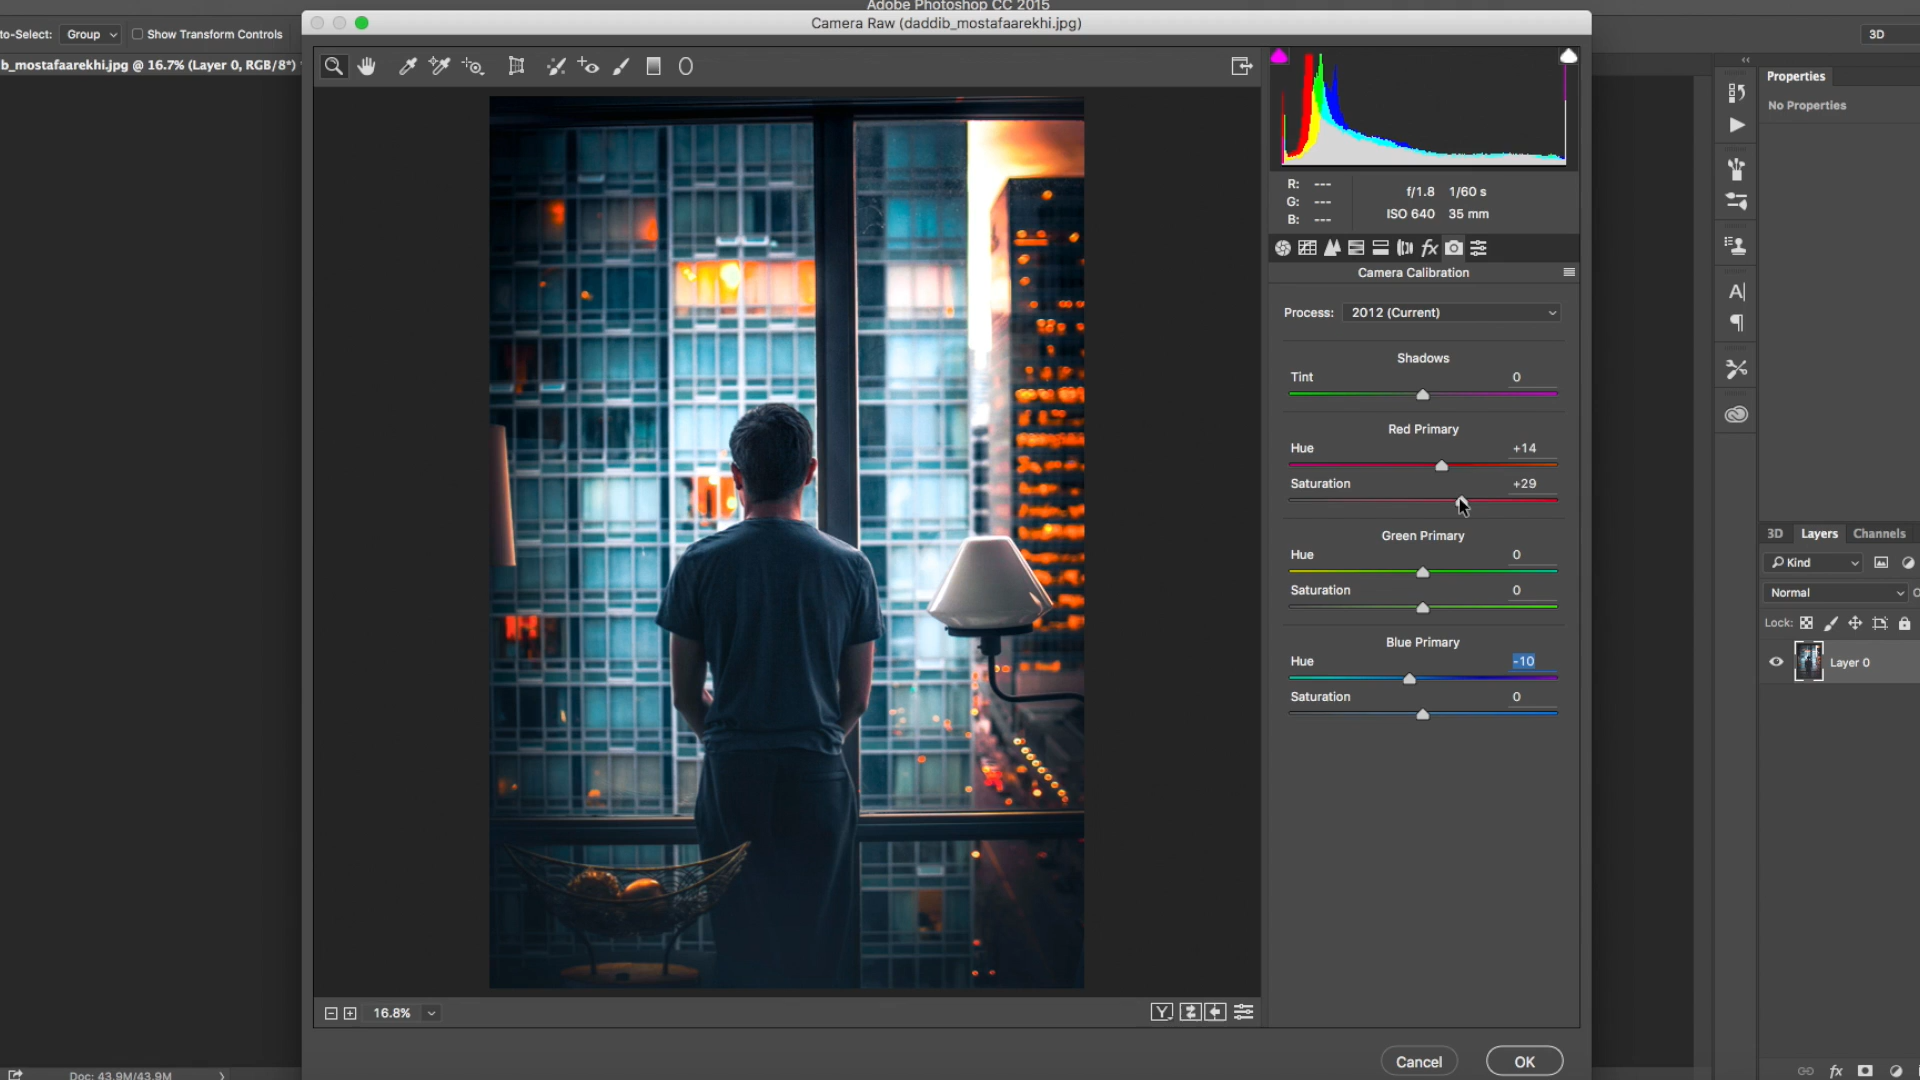 Adobe Photoshop CC 2015
Camera Raw (daddib_mostafaarekhi.jpg)
to-Select: Group Show Transform Controls
3D
b_mostafaarekhi.jpg @ 16.7% (Layer 0, RGB/8*)
Properties
No Properties
R: ---
G: ---
B: ---
f/1.8 1/60 s
ISO 640 35 mm
fx
Camera Calibration
Process: 2012 (Current)
Shadows
Tint 0
Red Primary
Hue +14
Saturation +29
Green Primary
Hue 0
Saturation 0
Blue Primary
Hue -10
Saturation 0
3D Layers Channels
Kind
Normal
Lock:
Layer 0
16.8%
Y
Cancel OK
Doc: 43.9M/43.9M
fx